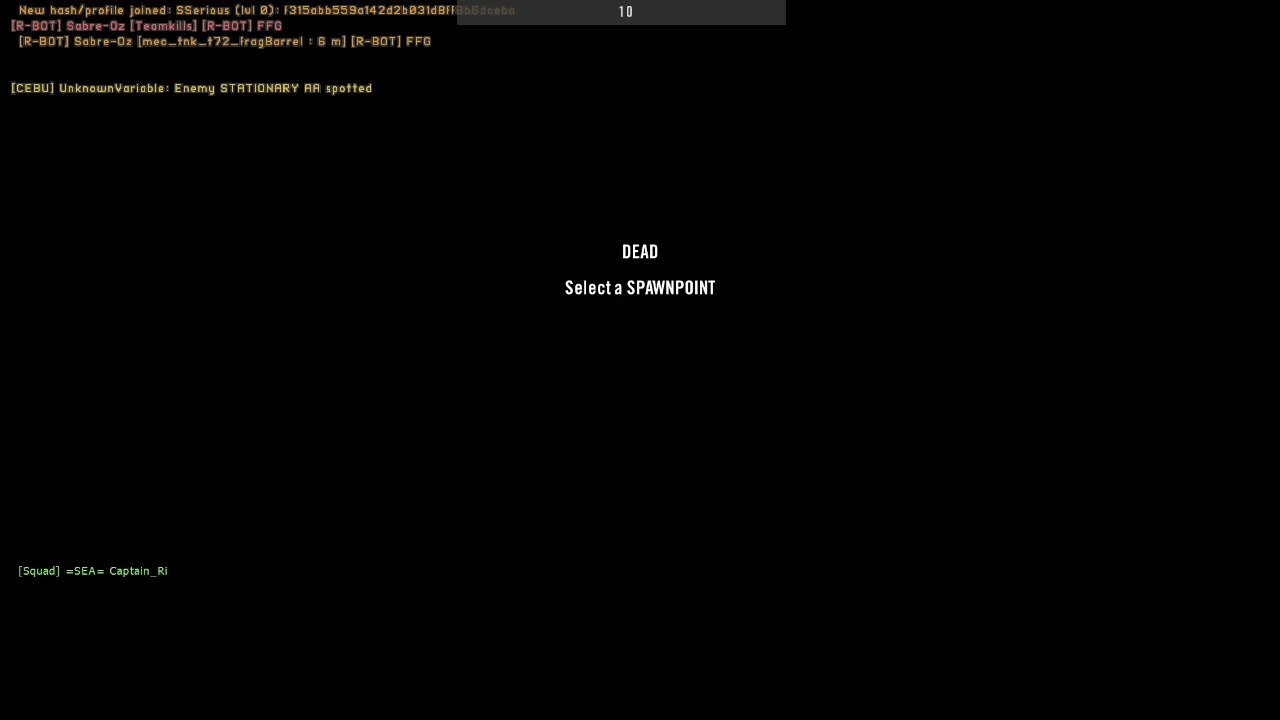 New hash/profile joined: SSerious (lvl 0): f315abb559a142d2b031d8ff8b6daeba
10
[R-BOT] Sabre-Oz [Teamkills] [R-BOT] FFG
[R-BOT] Sabre-Oz [mec_tnk_t72_fragBarrel : 6 m] [R-BOT] FFG
[CEBU] UnknownVariable: Enemy STATIONARY AA spotted
DEAD
Select a SPAWNPOINT
[Squad] =SEA= Captain_Ri